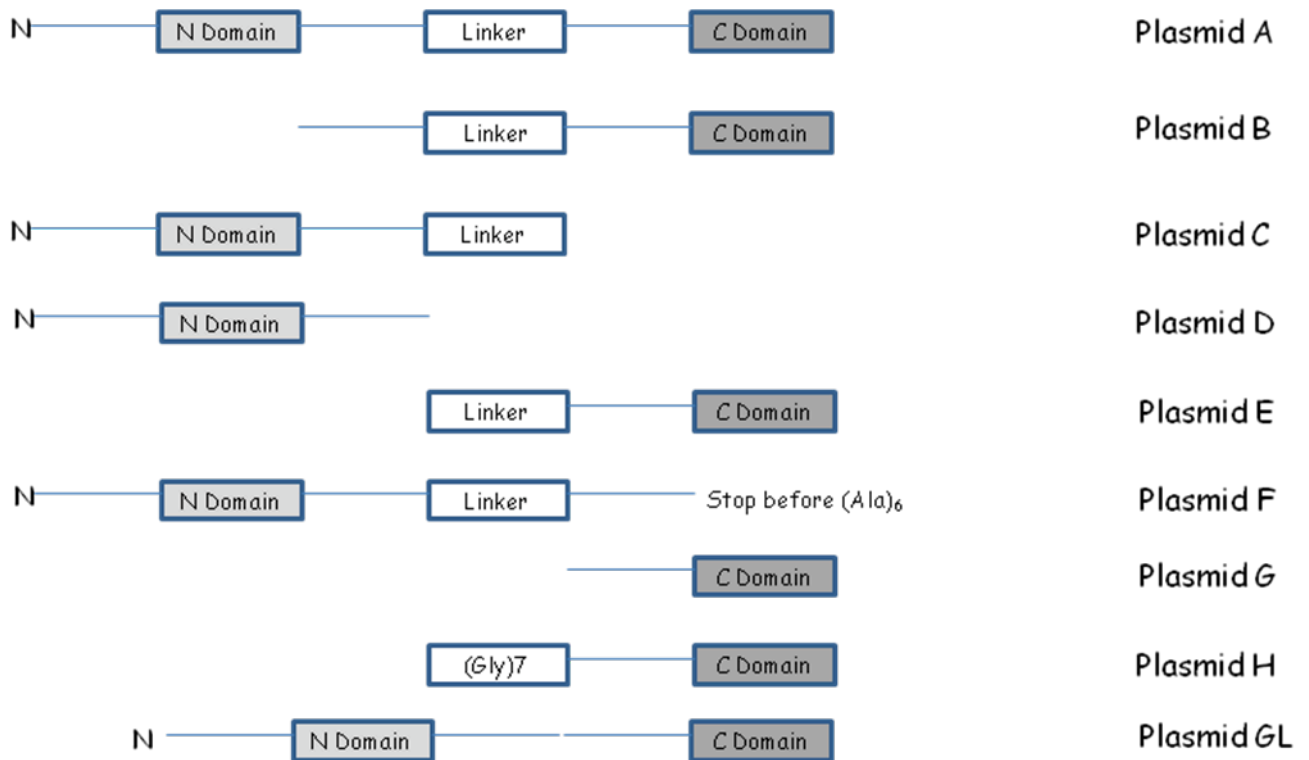 N N Domain Linker C Domain Plasmid A
Linker C Domain Plasmid B
N N Domain Linker Plasmid C
N N Domain Plasmid D
Linker C Domain Plasmid E
N N Domain Linker Stop before (Ala)6 Plasmid F
C Domain Plasmid G
(Gly)7 C Domain Plasmid H
N N Domain C Domain Plasmid GL